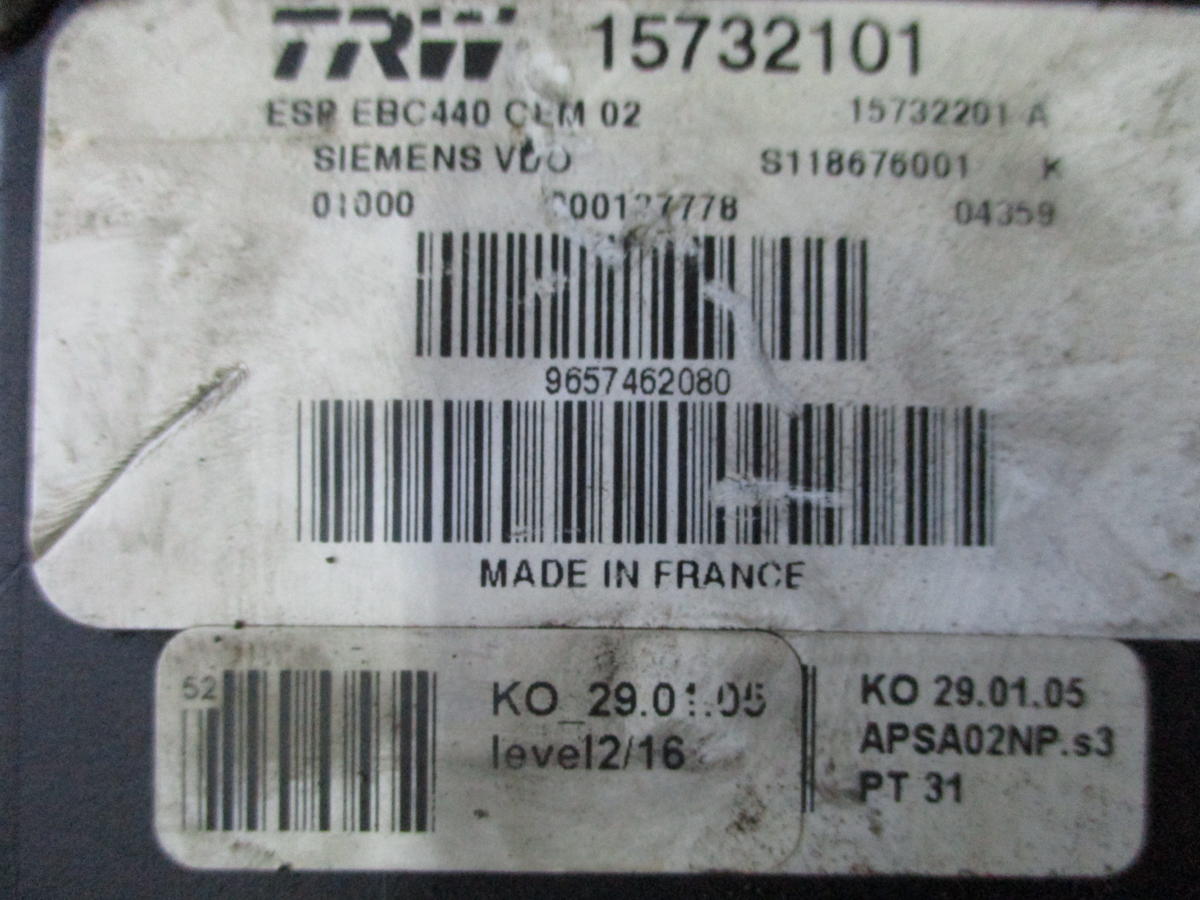 TRW 15732101
ESP EBC440 CLM 02 15732201 A
SIEMENS VDO S118676001 K
01000 04359
9657462080
MADE IN FRANCE
52
KO_29.01.05
level2/16
KO 29.01.05
APSA02NP.s3
PT 31